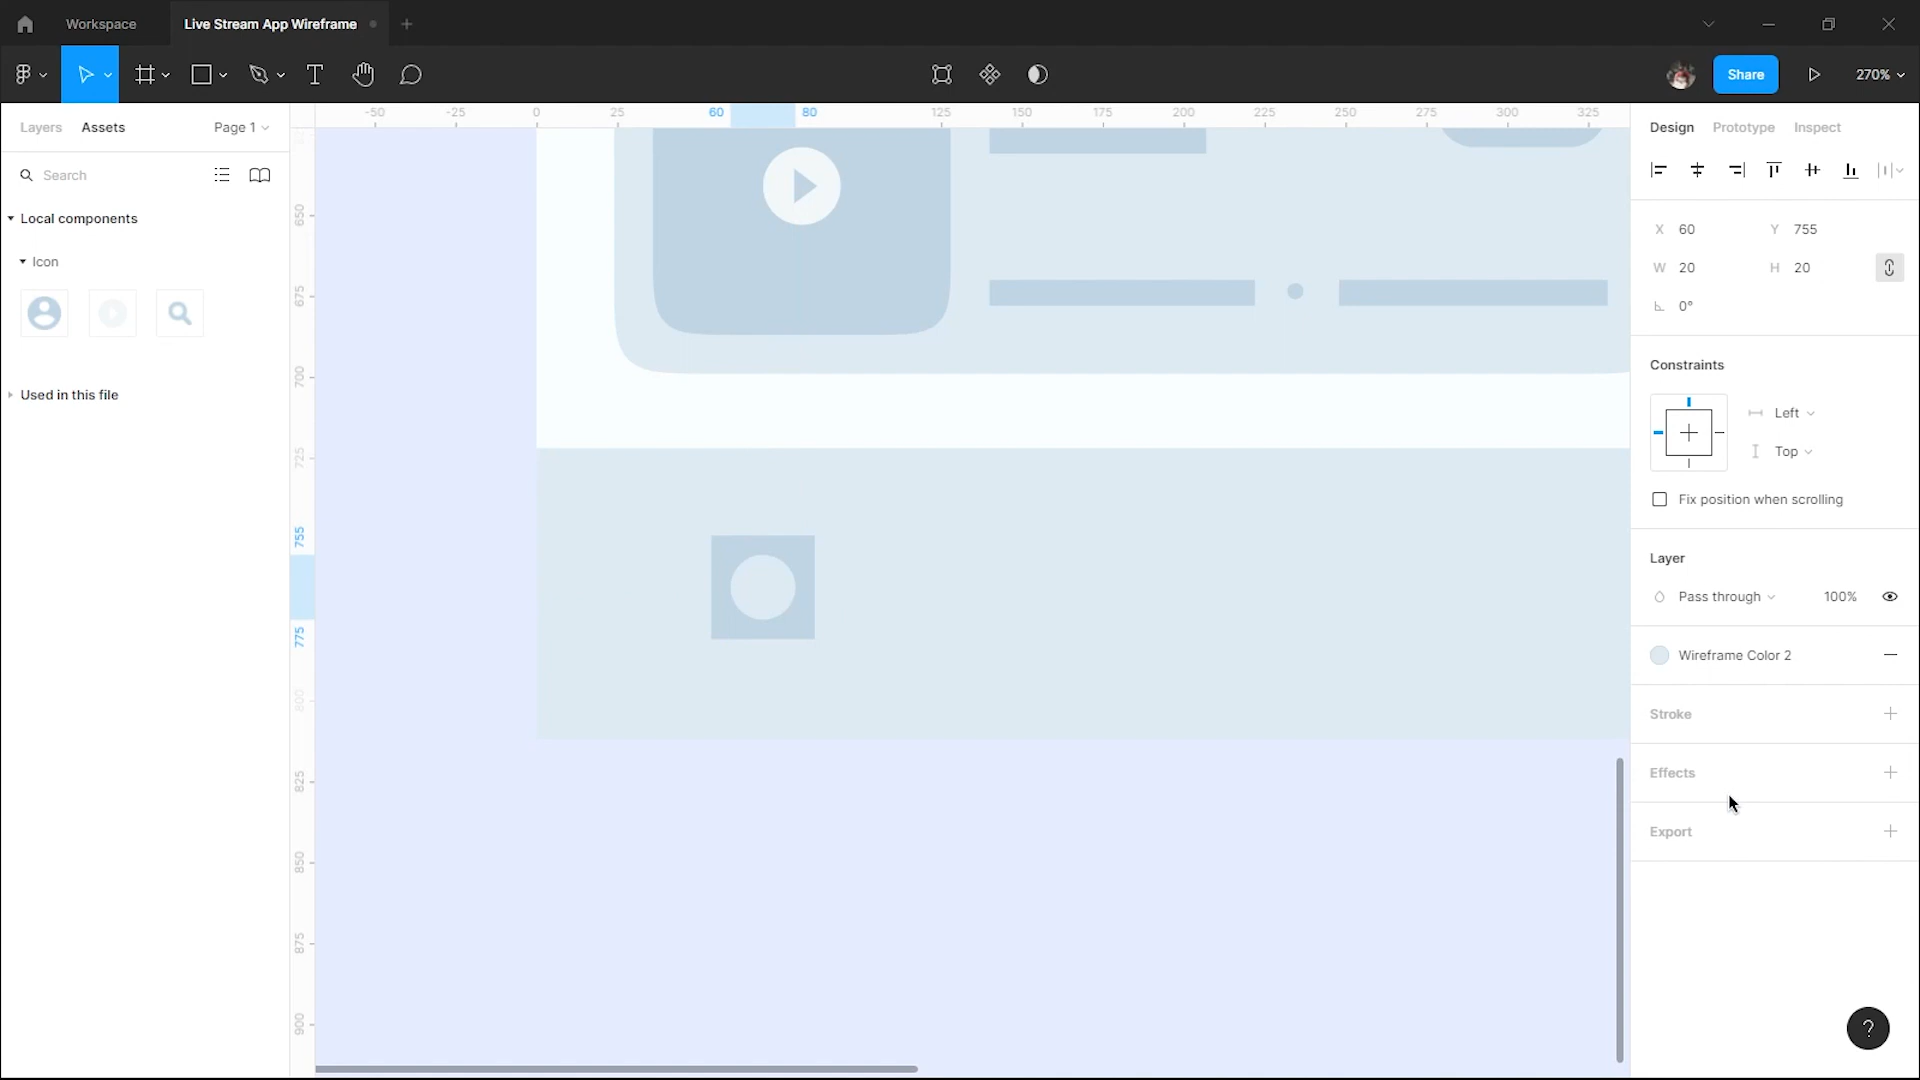 Workspace
Live Stream App Wireframe
Share
270%
Layers
Assets
Page 1
Search
Local components
Icon
Used in this file
-50 -25 0 25 60 80 125 150 175 200 225 250 275 300 325
650
675
700
725
755
775
800
825
850
875
900
Design
Prototype
Inspect
X 60
Y 755
W 20
H 20
0°
Constraints
Left
Top
Fix position when scrolling
Layer
Pass through
100%
Wireframe Color 2
Stroke
Effects
Export
?